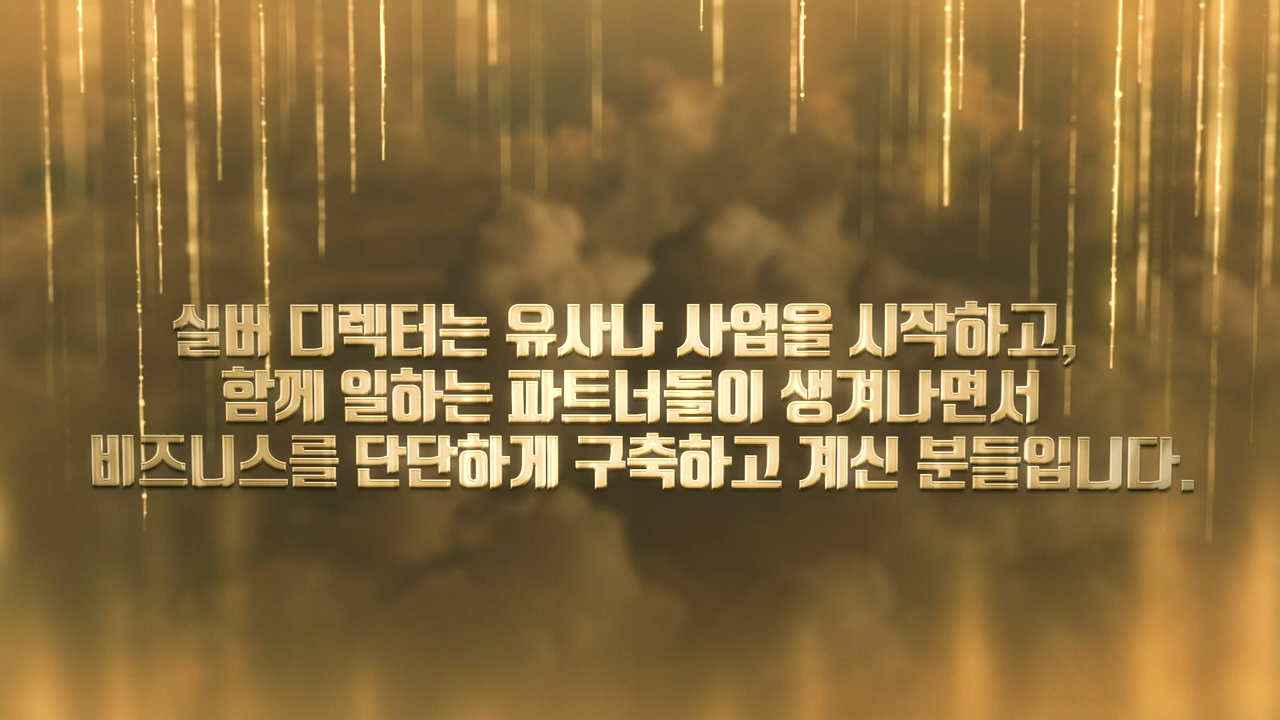 실버 디렉터는 유사나 사업을 시작하고,
함께 일하는 파트너들이 생겨나면서
비즈니스를 단단하게 구축하고 계신 분들입니다.